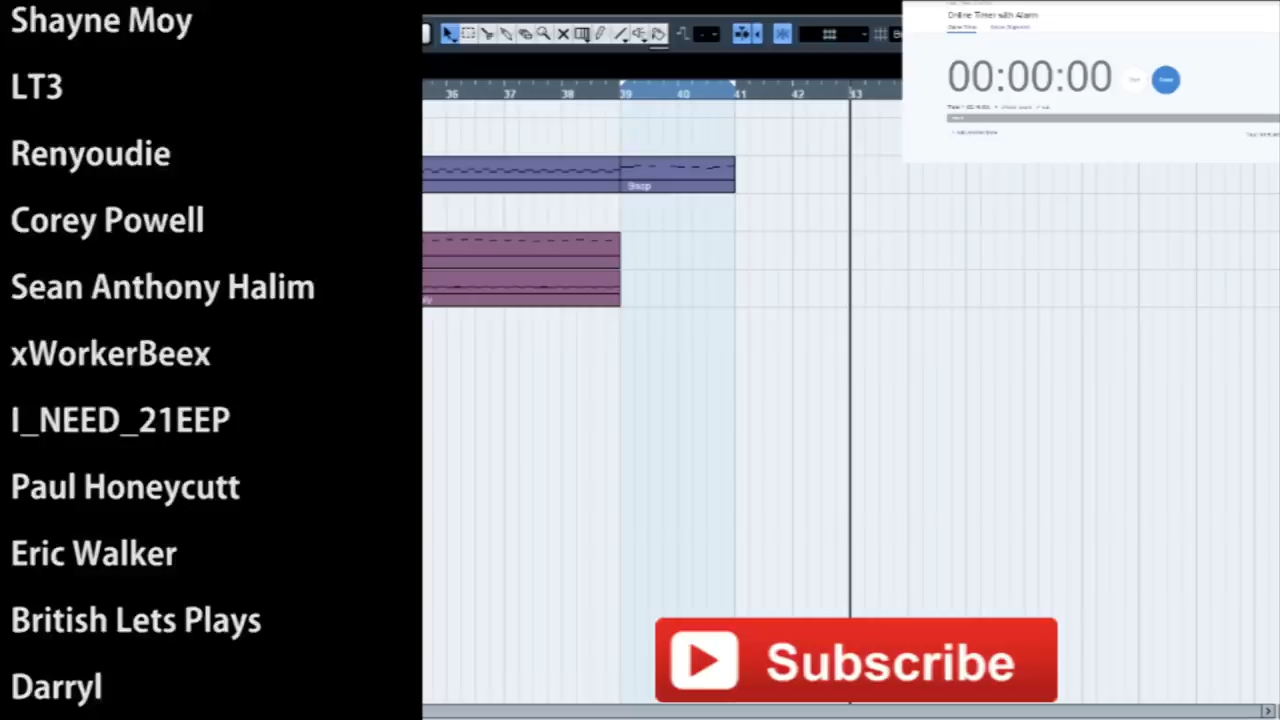 Shayne Moy
LT3
Renyoudie
Corey Powell
Sean Anthony Halim
xWorkerBeex
I_NEED_21EEP
Paul Honeycutt
Eric Walker
British Lets Plays
Darryl
36 37 38 39 40 41 42
Online Timer with Alarm
00:00:00
Subscribe